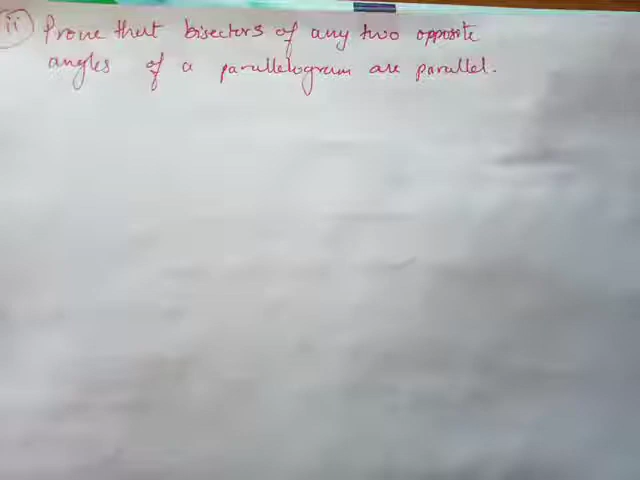 ii) Prove that bisectors of any two opposite
angles of a parallelogram are parallel.